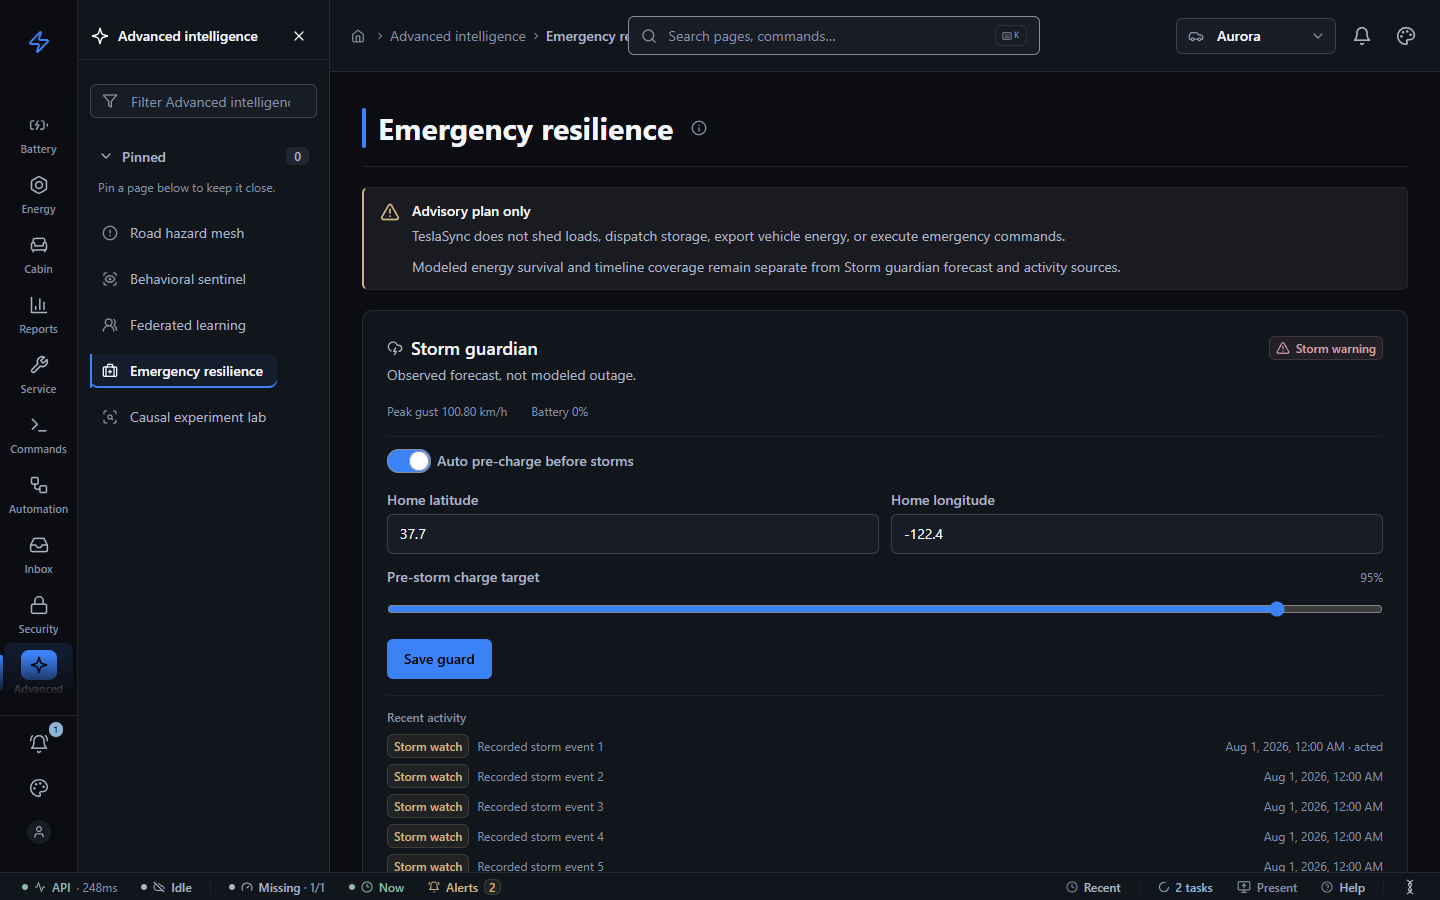 Advanced intelligence
Advanced intelligence
Emergency re
Search pages, commands...
K
Aurora
Battery
Energy
Cabin
Reports
Service
Commands
Automation
Inbox
Security
Advanced
1
Filter Advanced intelligenc
Pinned
0
Pin a page below to keep it close.
Road hazard mesh
Behavioral sentinel
Federated learning
Emergency resilience
Causal experiment lab
Emergency resilience
Advisory plan only
TeslaSync does not shed loads, dispatch storage, export vehicle energy, or execute emergency commands.
Modeled energy survival and timeline coverage remain separate from Storm guardian forecast and activity sources.
Storm guardian
Storm warning
Observed forecast, not modeled outage.
Peak gust 100.80 km/h
Battery 0%
Auto pre-charge before storms
Home latitude
Home longitude
37.7
-122.4
Pre-storm charge target
95%
Save guard
Recent activity
Storm watch Recorded storm event 1 Aug 1, 2026, 12:00 AM · acted
Storm watch Recorded storm event 2 Aug 1, 2026, 12:00 AM
Storm watch Recorded storm event 3 Aug 1, 2026, 12:00 AM
Storm watch Recorded storm event 4 Aug 1, 2026, 12:00 AM
Storm watch Recorded storm event 5 Aug 1, 2026, 12:00 AM
API · 248ms
Idle
Missing · 1/1
Now
Alerts 2
Recent
2 tasks
Present
Help